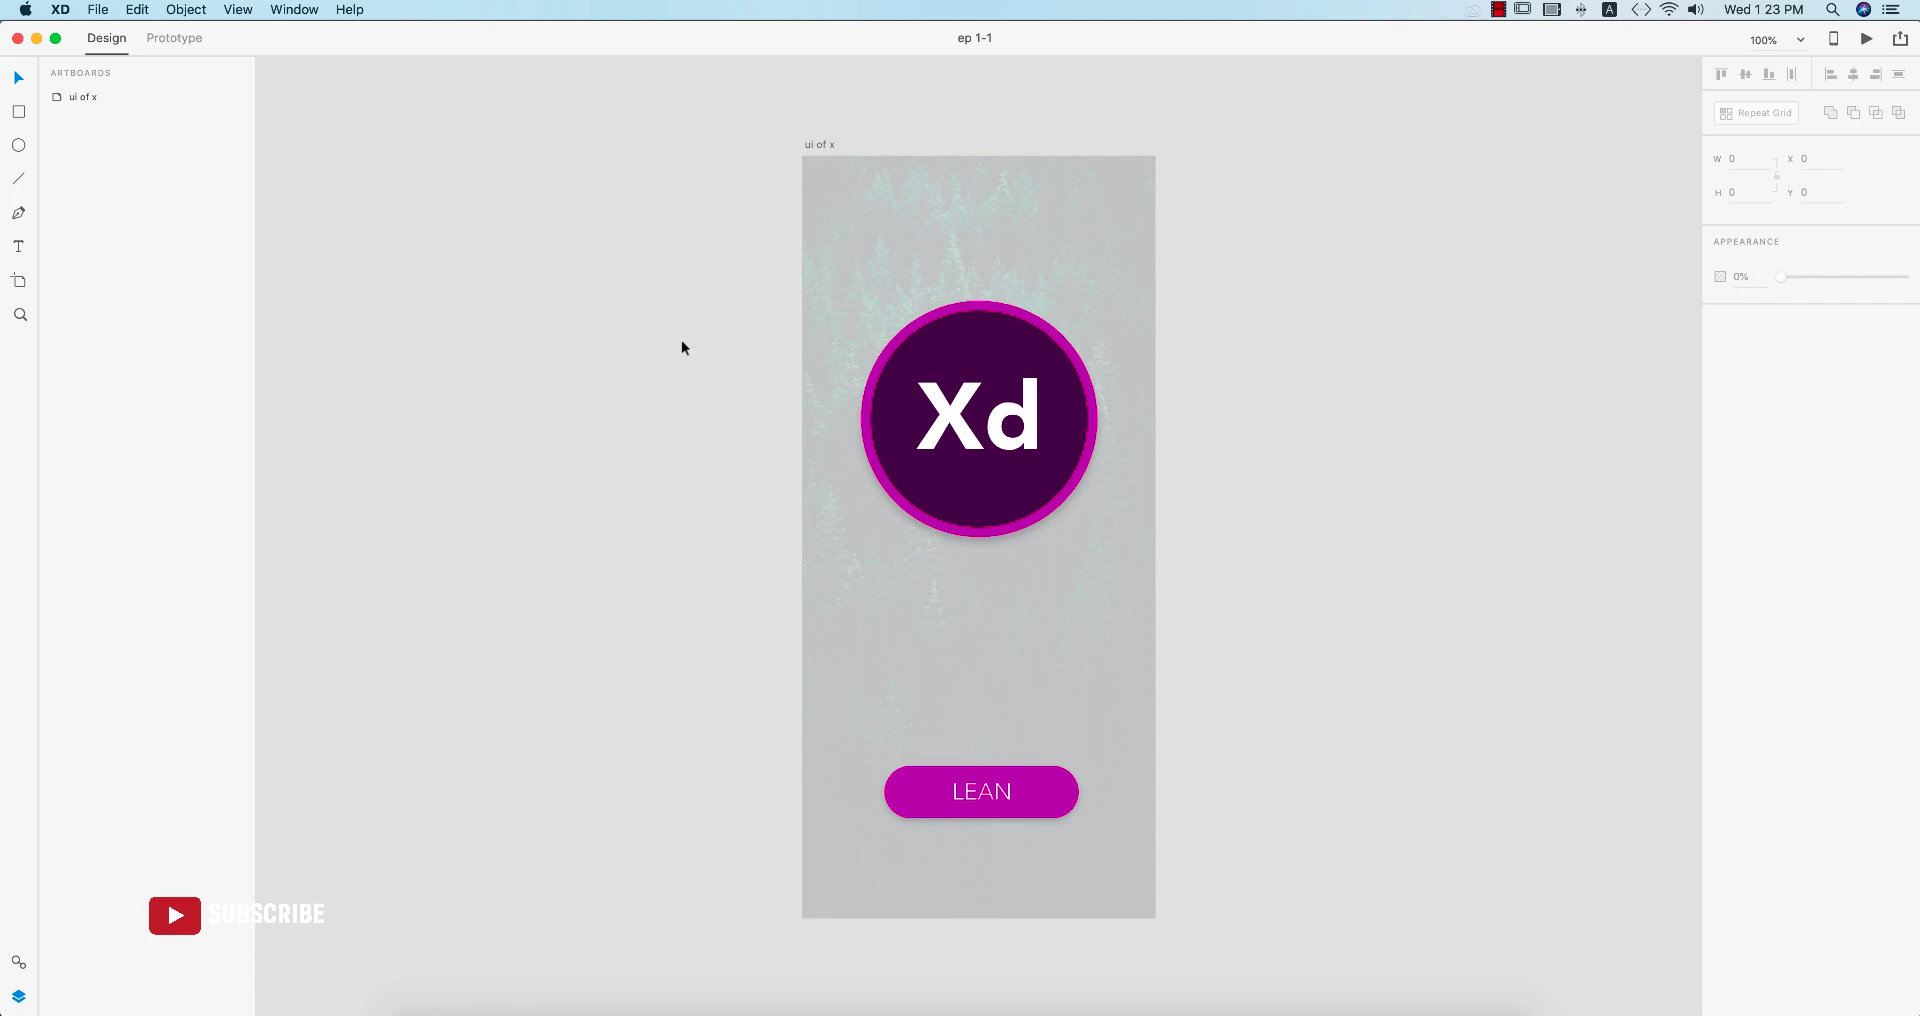 XD File Edit Object View Window Help
A
Wed 1 23 PM
Design Prototype
ep 1-1
100%
ARTBOARDS
ui of x
ui of x
Xd
LEAN
SUBSCRIBE
Repeat Grid
W 0 X 0
H 0 Y 0
APPEARANCE
0%